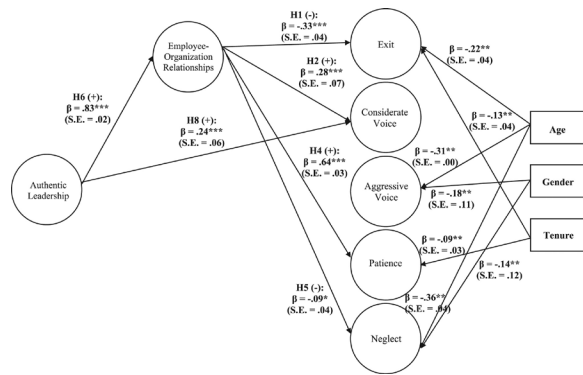 H1 (-):
β = -.33***
(S.E. = .04)
Employee-
Organization
Relationships
Exit
β = -.22**
(S.E. = .04)
H2 (+):
β = .28***
(S.E. = .07)
H6 (+):
β = .83***
(S.E. = .02)
H8 (+):
β = .24***
(S.E. = .06)
Considerate
Voice
β = -.13**
(S.E. = .04)
Age
H4 (+):
β = .64***
(S.E. = .03)
β = -.31**
(S.E. = .00)
Authentic
Leadership
Aggressive
Voice
β = -.18**
(S.E. = .11)
Gender
Tenure
β = -.09**
(S.E. = .03)
Patience
β = -.14**
(S.E. = .12)
H5 (-):
β = -.09*
(S.E. = .04)
β = -.36**
(S.E. = .04)
Neglect